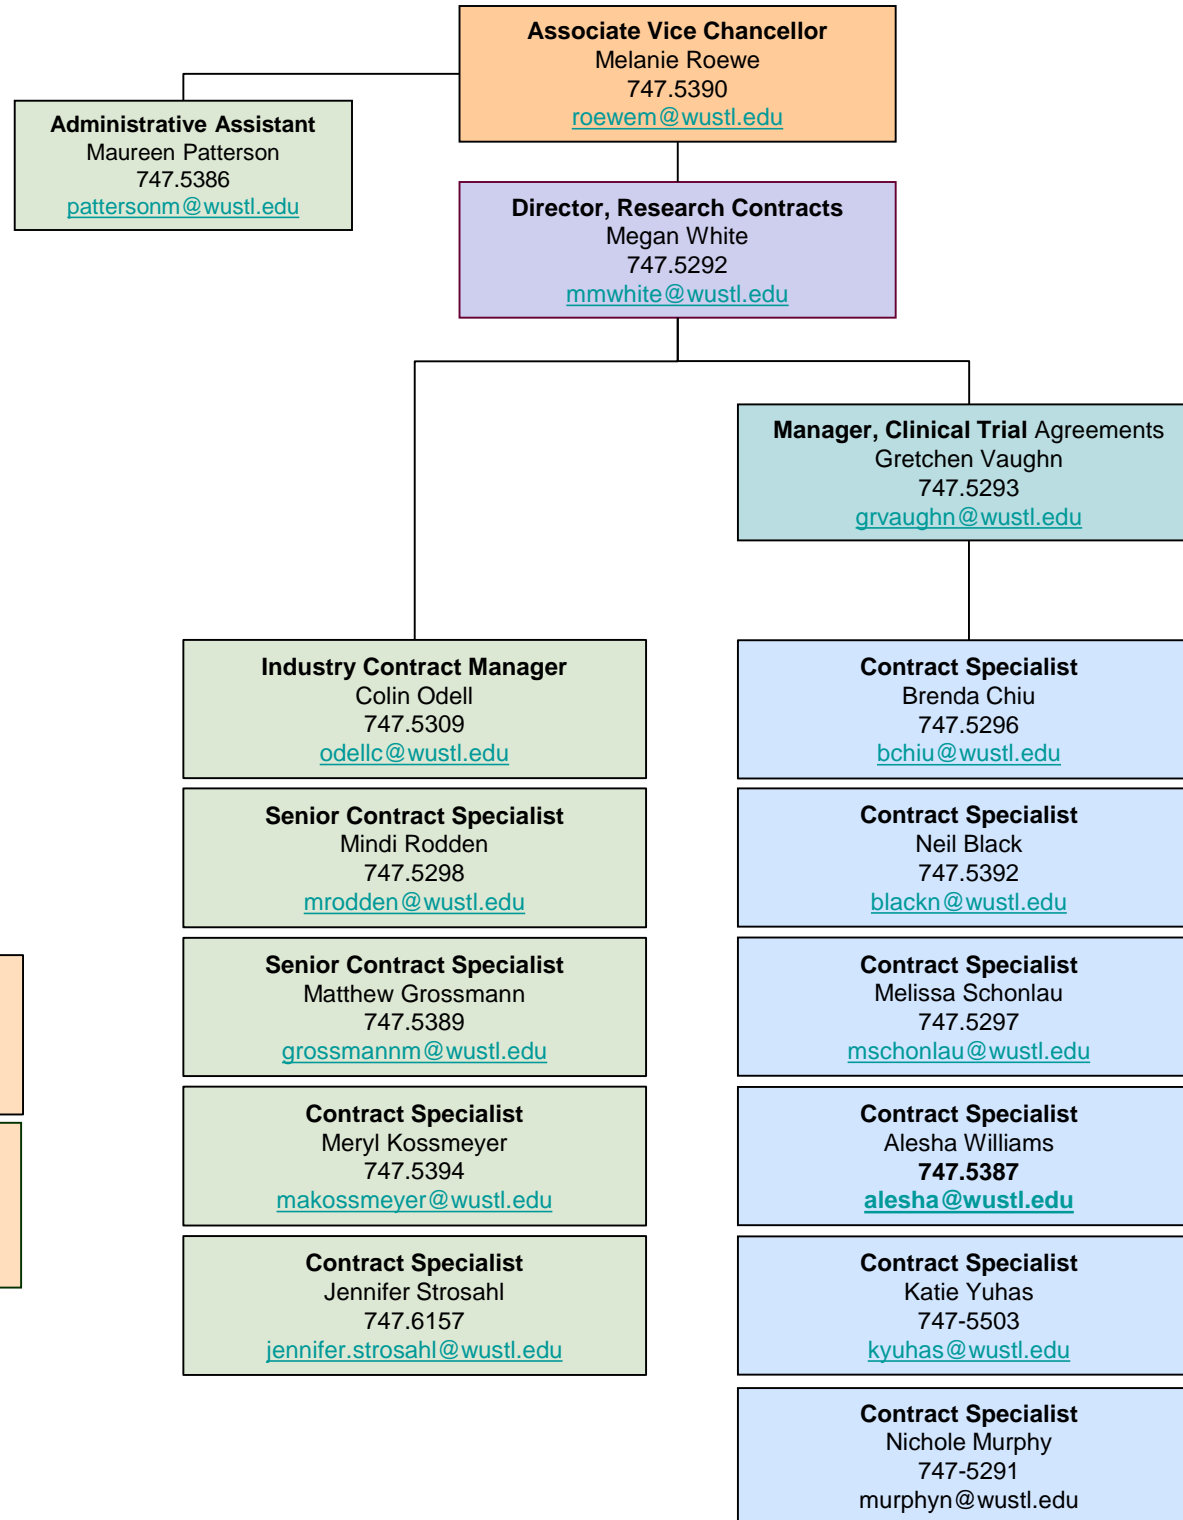 Associate Vice Chancellor
Melanie Roewe
747.5390
roewem@wustl.edu
Administrative Assistant
Maureen Patterson
747.5386
pattersonm@wustl.edu
Director, Research Contracts
Megan White
747.5292
mmwhite@wustl.edu
Manager, Clinical Trial Agreements
Gretchen Vaughn
747.5293
grvaughn@wustl.edu
Industry Contract Manager
Colin Odell
747.5309
odellc@wustl.edu
Senior Contract Specialist
Mindi Rodden
747.5298
mrodden@wustl.edu
Senior Contract Specialist
Matthew Grossmann
747.5389
grossmannm@wustl.edu
Contract Specialist
Meryl Kossmeyer
747.5394
makossmeyer@wustl.edu
Contract Specialist
Jennifer Strosahl
747.6157
jennifer.strosahl@wustl.edu
Contract Specialist
Brenda Chiu
747.5296
bchiu@wustl.edu
Contract Specialist
Neil Black
747.5392
blackn@wustl.edu
Contract Specialist
Melissa Schonlau
747.5297
mschonlau@wustl.edu
Contract Specialist
Alesha Williams
747.5387
alesha@wustl.edu
Contract Specialist
Katie Yuhas
747-5503
kyuhas@wustl.edu
Contract Specialist
Nichole Murphy
747-5291
murphyn@wustl.edu